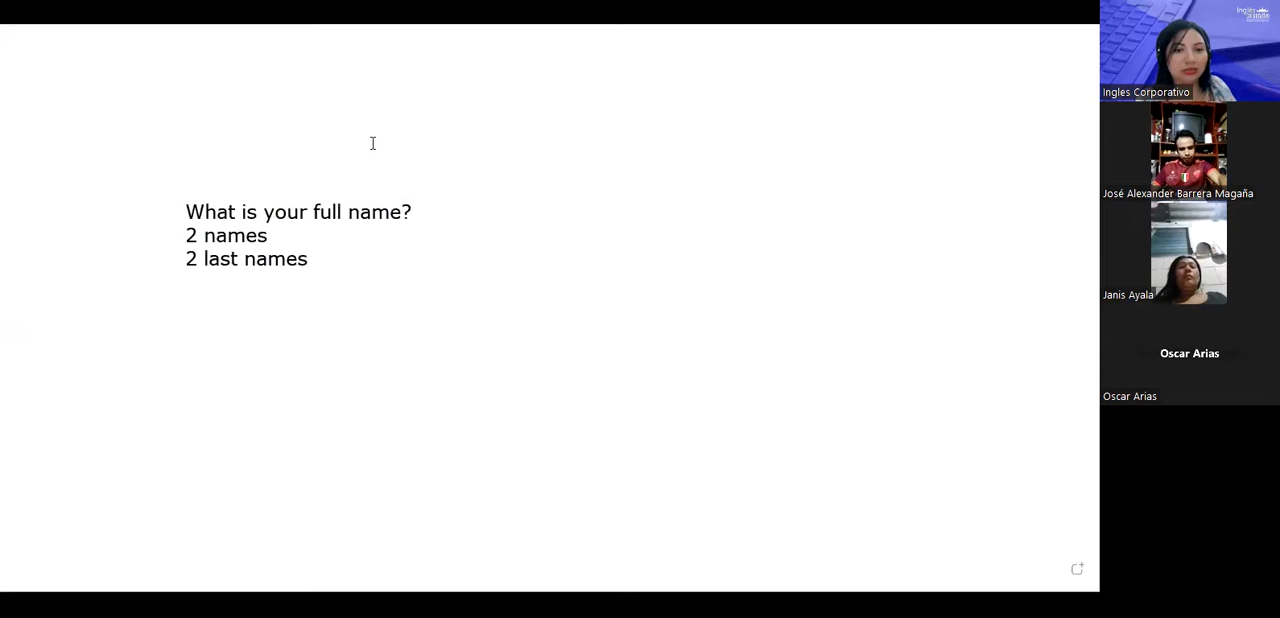 What is your full name?
2 names
2 last names
Ingles Corporativo
José Alexander Barrera Magaña
Janis Ayala
Oscar Arias
Oscar Arias